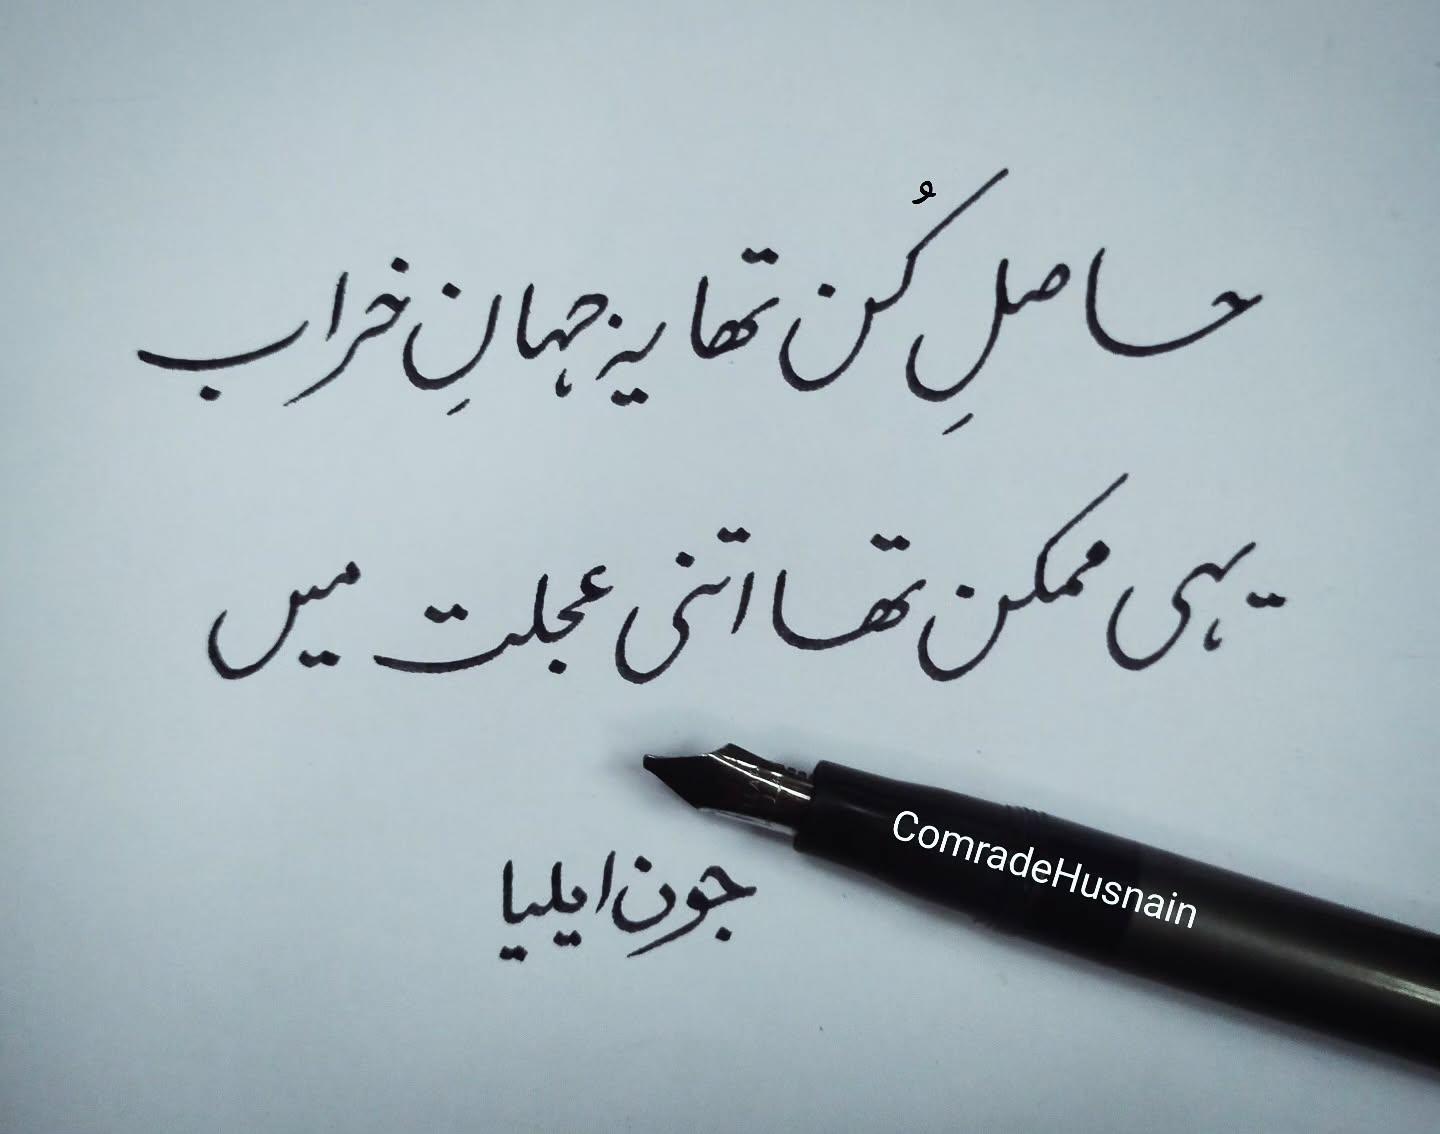 حاصلِ کُن تھا یہ جہانِ خراب
یہی ممکن تھا اتنی عجلت میں
جون ایلیا
ComradeHusnain